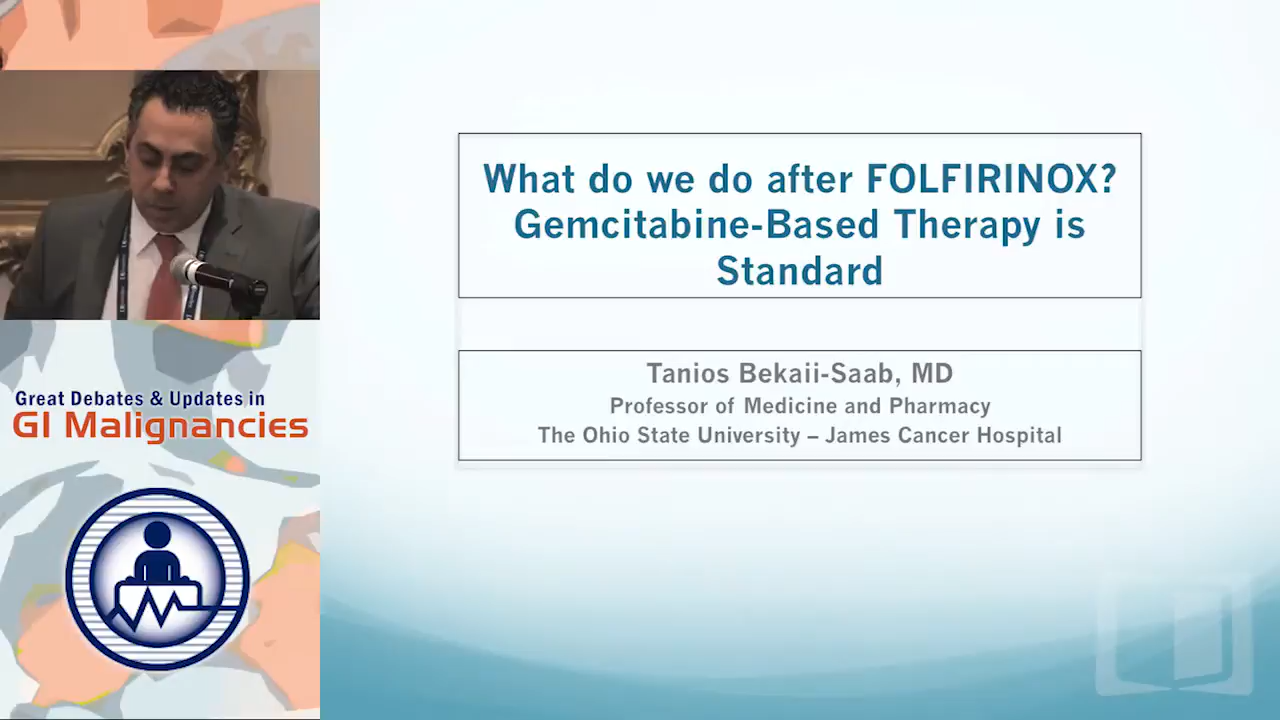 Great Debates & Updates in
GI Malignancies
What do we do after FOLFIRINOX?
Gemcitabine-Based Therapy is
Standard
Tanios Bekaii-Saab, MD
Professor of Medicine and Pharmacy
The Ohio State University – James Cancer Hospital